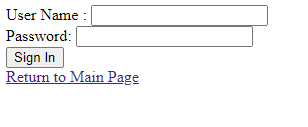 User Name :
Password:
Sign In
Return to Main Page